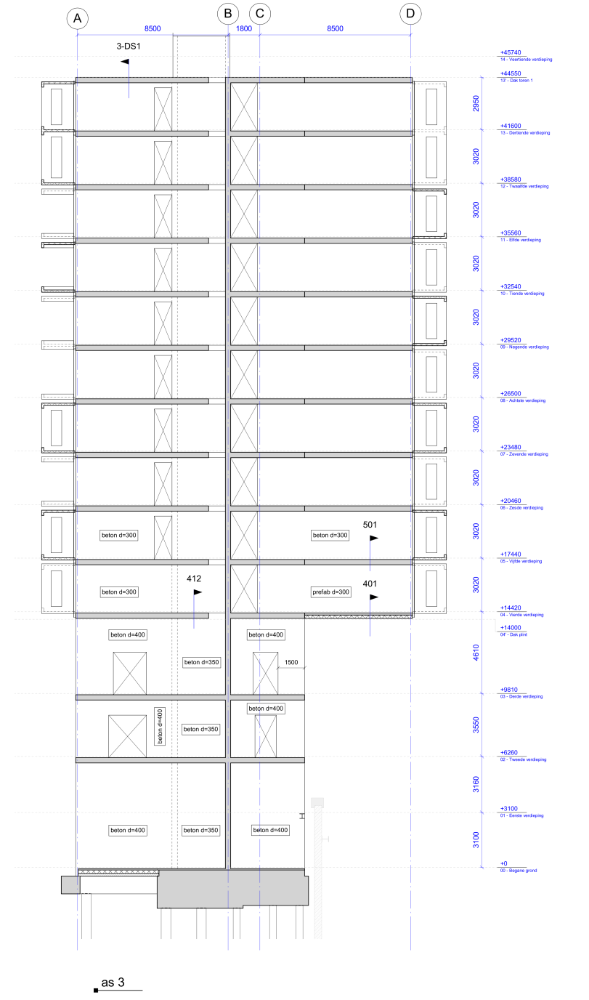 A
B
C
D
8500
1800
8500
3-DS1
+45740
14 - Veertiende verdieping
+44550
13' - Dak toren 1
2950
+41600
13 - Dertiende verdieping
3020
+38580
12 - Twaalfde verdieping
3020
+35560
11 - Elfde verdieping
3020
+32540
10 - Tiende verdieping
3020
+29520
09 - Negende verdieping
3020
+26500
08 - Achtste verdieping
3020
+23480
07 - Zevende verdieping
3020
+20460
06 - Zesde verdieping
501
beton d=300
beton d=300
3020
+17440
05 - Vijfde verdieping
412
401
beton d=300
prefab d=300
3020
+14420
04 - Vierde verdieping
+14000
04' - Dak plint
beton d=400
beton d=400
beton d=350
1500
4610
+9810
03 - Derde verdieping
beton d=400
beton d=400
beton d=350
3550
+6260
02 - Tweede verdieping
3160
+3100
01 - Eerste verdieping
beton d=400
beton d=350
beton d=400
3100
+0
00 - Begane grond
as 3